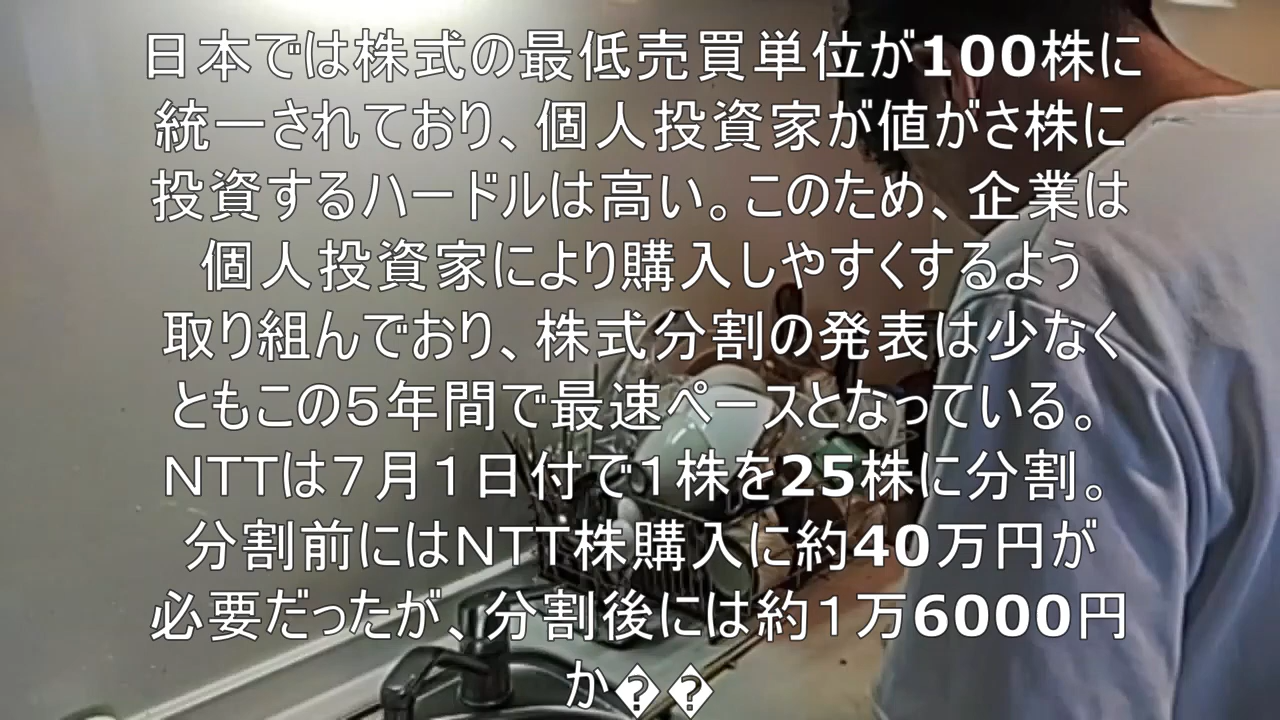 日本では株式の最低売買単位が100株に
統一されており、個人投資家が値がさ株に
投資するハードルは高い。このため、企業は
個人投資家により購入しやすくするよう
取り組んでおり、株式分割の発表は少なく
ともこの５年間で最速ペースとなっている。
ＮＴＴは７月１日付で１株を25株に分割。
分割前にはＮＴＴ株購入に約40万円が
必要だったが、分割後には約１万6000円
か��